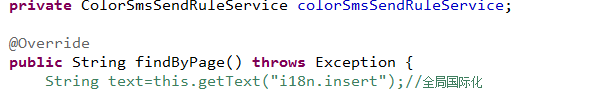 private ColorSmsSendRuleService colorSmsSendRuleService;
@Override
public String findByPage() throws Exception {
String text=this.getText("i18n.insert");//全局国际化